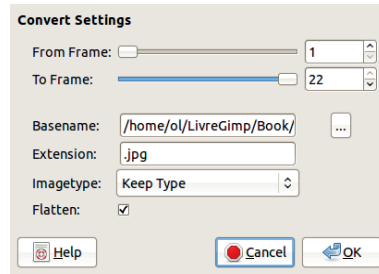 Convert Settings
From Frame: 1
To Frame: 22
Basename: /home/ol/LivreGimp/Book/ ...
Extension: .jpg
Imagetype: Keep Type
Flatten:
Help Cancel OK